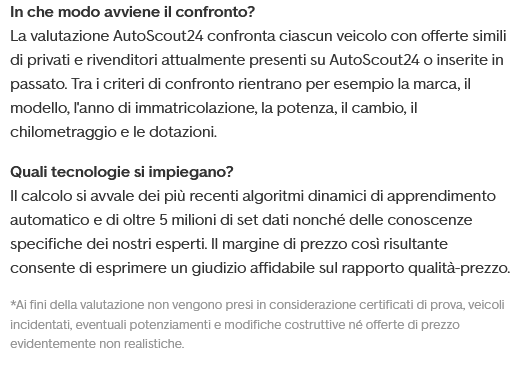 In che modo avviene il confronto?
La valutazione AutoScout24 confronta ciascun veicolo con offerte simili
di privati e rivenditori attualmente presenti su AutoScout24 o inserite in
passato. Tra i criteri di confronto rientrano per esempio la marca, il
modello, l'anno di immatricolazione, la potenza, il cambio, il
chilometraggio e le dotazioni.
Quali tecnologie si impiegano?
Il calcolo si avvale dei più recenti algoritmi dinamici di apprendimento
automatico e di oltre 5 milioni di set dati nonché delle conoscenze
specifiche dei nostri esperti. Il margine di prezzo così risultante
consente di esprimere un giudizio affidabile sul rapporto qualità-prezzo.
*Ai fini della valutazione non vengono presi in considerazione certificati di prova, veicoli
incidentati, eventuali potenziamenti e modifiche costruttive né offerte di prezzo
evidentemente non realistiche.